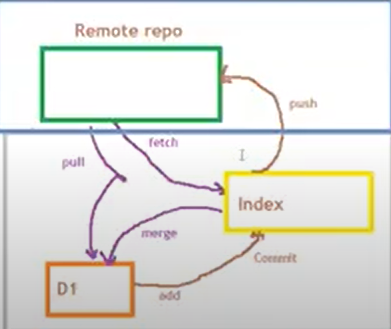 Remote repo
push
fetch
pull
Index
merge
Commit
D1
add